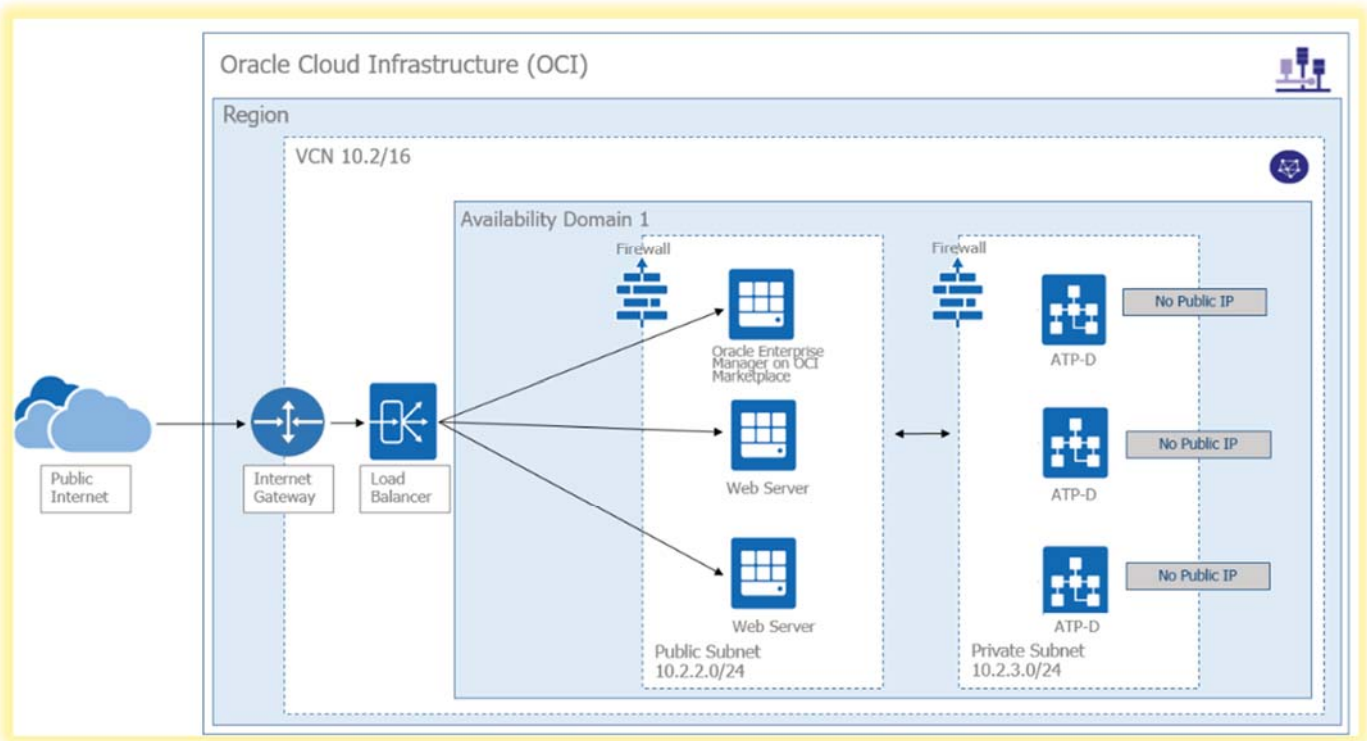 Oracle Cloud Infrastructure (OCI)
Region
VCN 10.2/16
Availability Domain 1
Firewall
Firewall
No Public IP
Oracle Enterprise
Manager on OCI
Marketplace
ATP-D
Public
Internet
Internet
Gateway
Load
Balancer
Web Server
No Public IP
ATP-D
No Public IP
Web Server
ATP-D
Public Subnet
10.2.2.0/24
Private Subnet
10.2.3.0/24